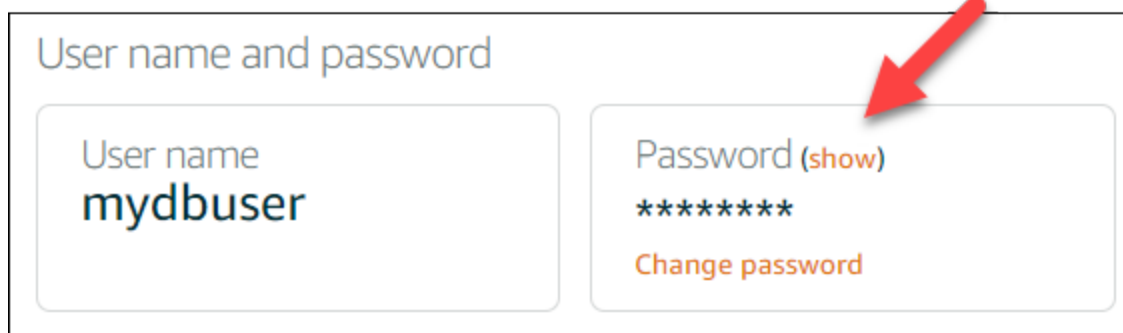 User name and password
User name
mydbuser
Password (show)
********
Change password